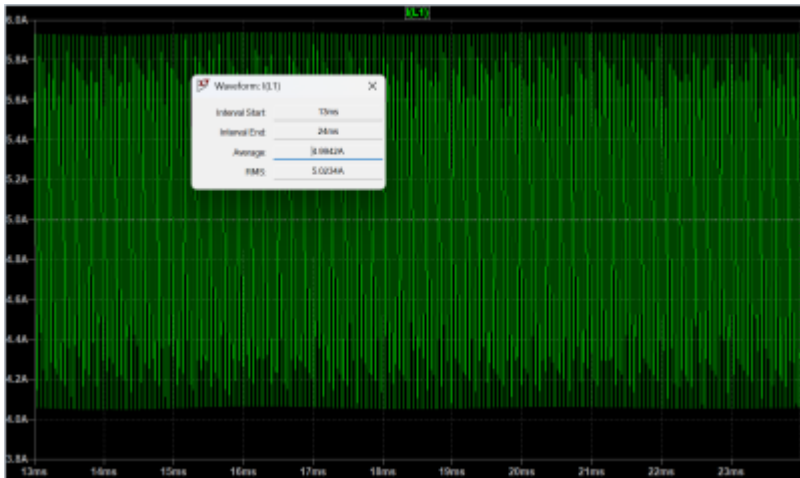 I(L1)
6.0A
5.8A
5.6A
5.4A
5.2A
5.0A
4.8A
4.6A
4.4A
4.2A
4.0A
3.8A
Waveform: I(L1)
Interval Start: 13ms
Interval End: 24ms
Average:
RMS: 5.0234A
13ms 14ms 15ms 16ms 17ms 18ms 19ms 20ms 21ms 22ms 23ms